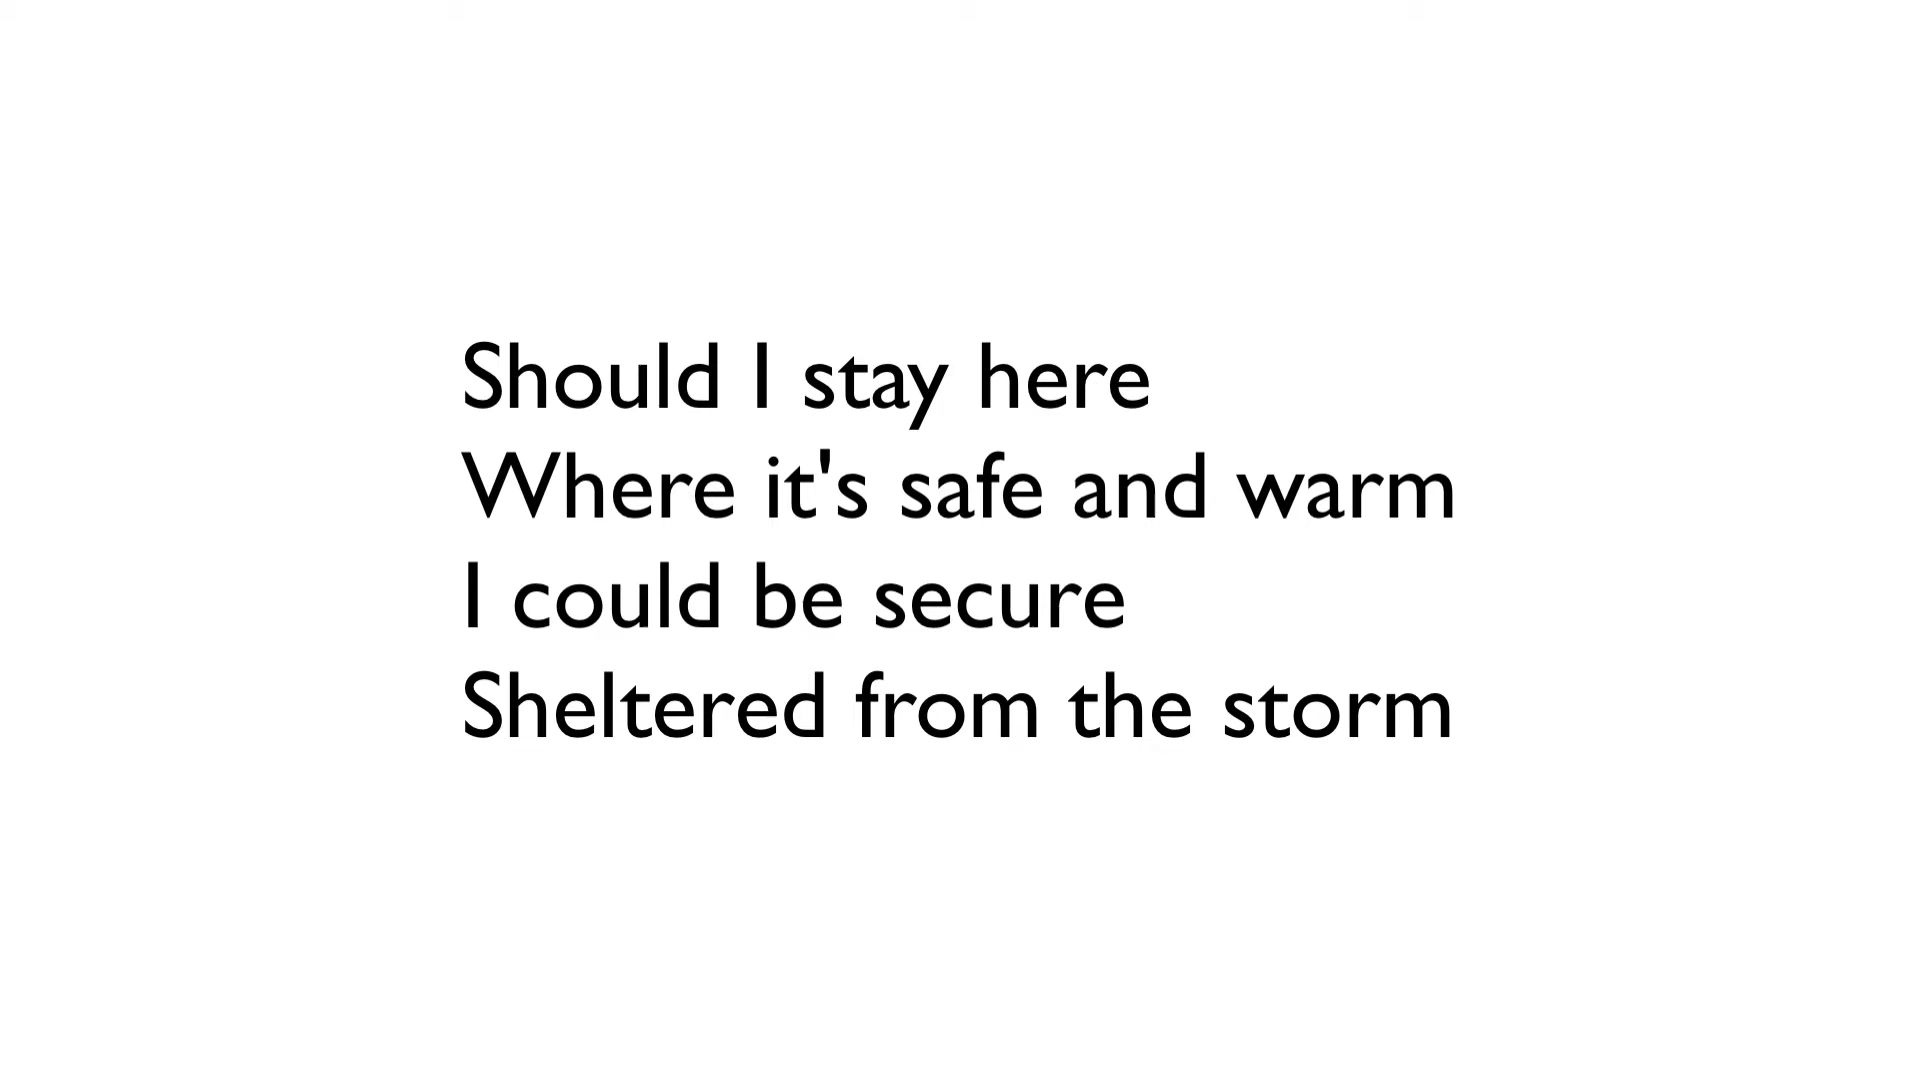 Should I stay here
Where it's safe and warm
I could be secure
Sheltered from the storm